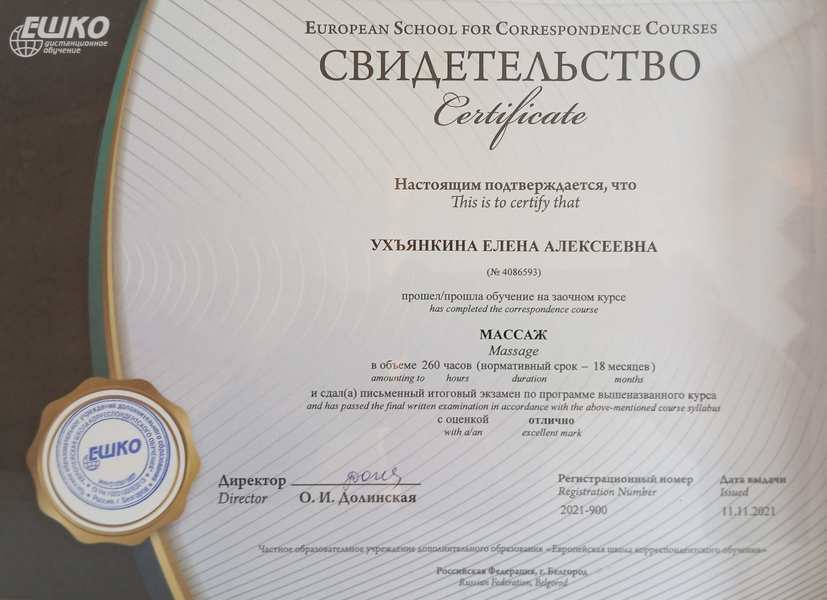 ЕШКО
дистанционное
обучение
EUROPEAN SCHOOL FOR CORRESPONDENCE COURSES
СВИДЕТЕЛЬСТВО
Certificate
Настоящим подтверждается, что
This is to certify that
УХЪЯНКИНА ЕЛЕНА АЛЕКСЕЕВНА
(№ 4086593)
прошел/прошла обучение на заочном курсе
has completed the correspondence course
МАССАЖ
Massage
в объеме 260 часов (нормативный срок – 18 месяцев)
amounting to hours duration months
и сдал(а) письменный итоговый экзамен по программе вышеназванного курса
and has passed the final written examination in accordance with the above-mentioned course syllabus
с оценкой отлично
with a/an excellent mark
ЕШКО
Директор
Director О. И. Долинская
Регистрационный номер Дата выдачи
Registration Number Issued
2021-900 11.11.2021
Частное образовательное учреждение дополнительного образования «Европейская школа корреспондентского обучения»
Российская Федерация, г. Белгород
Russian Federation, Belgorod